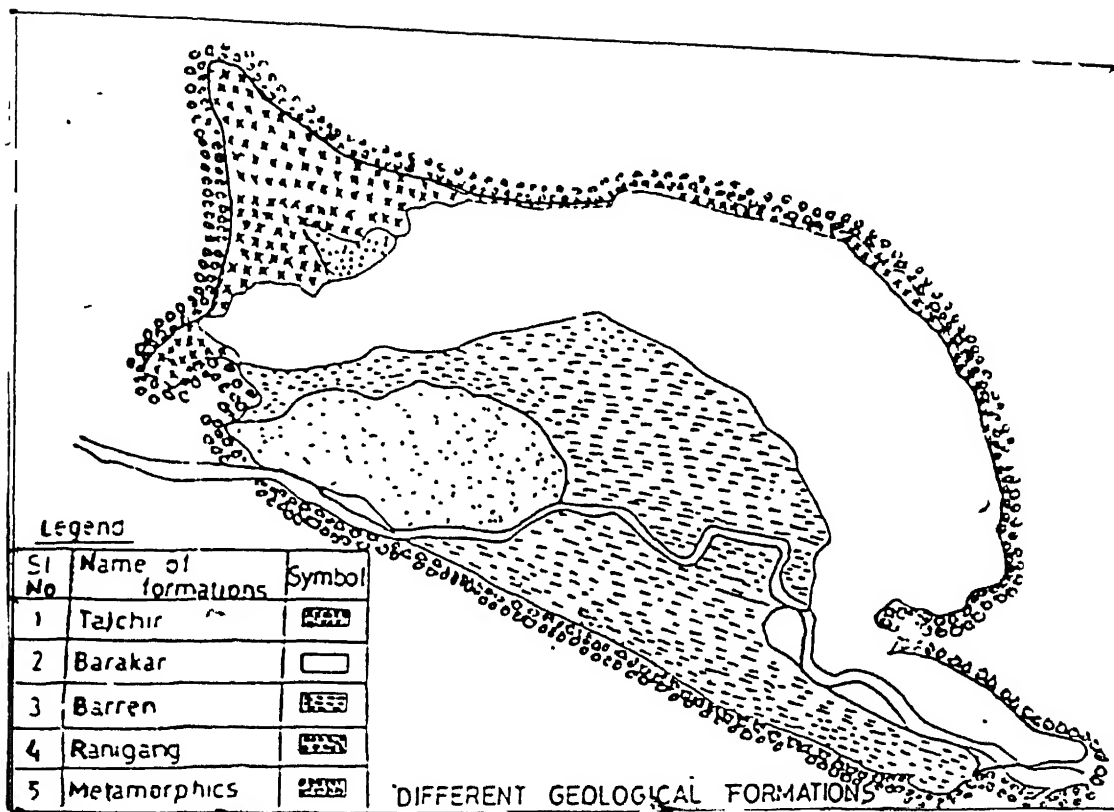 Legend
Sl No Name of formations Symbol
1 Talchir
2 Barakar
3 Barren
4 Ranigang
5 Metamorphics
DIFFERENT GEOLOGICAL FORMATIONS